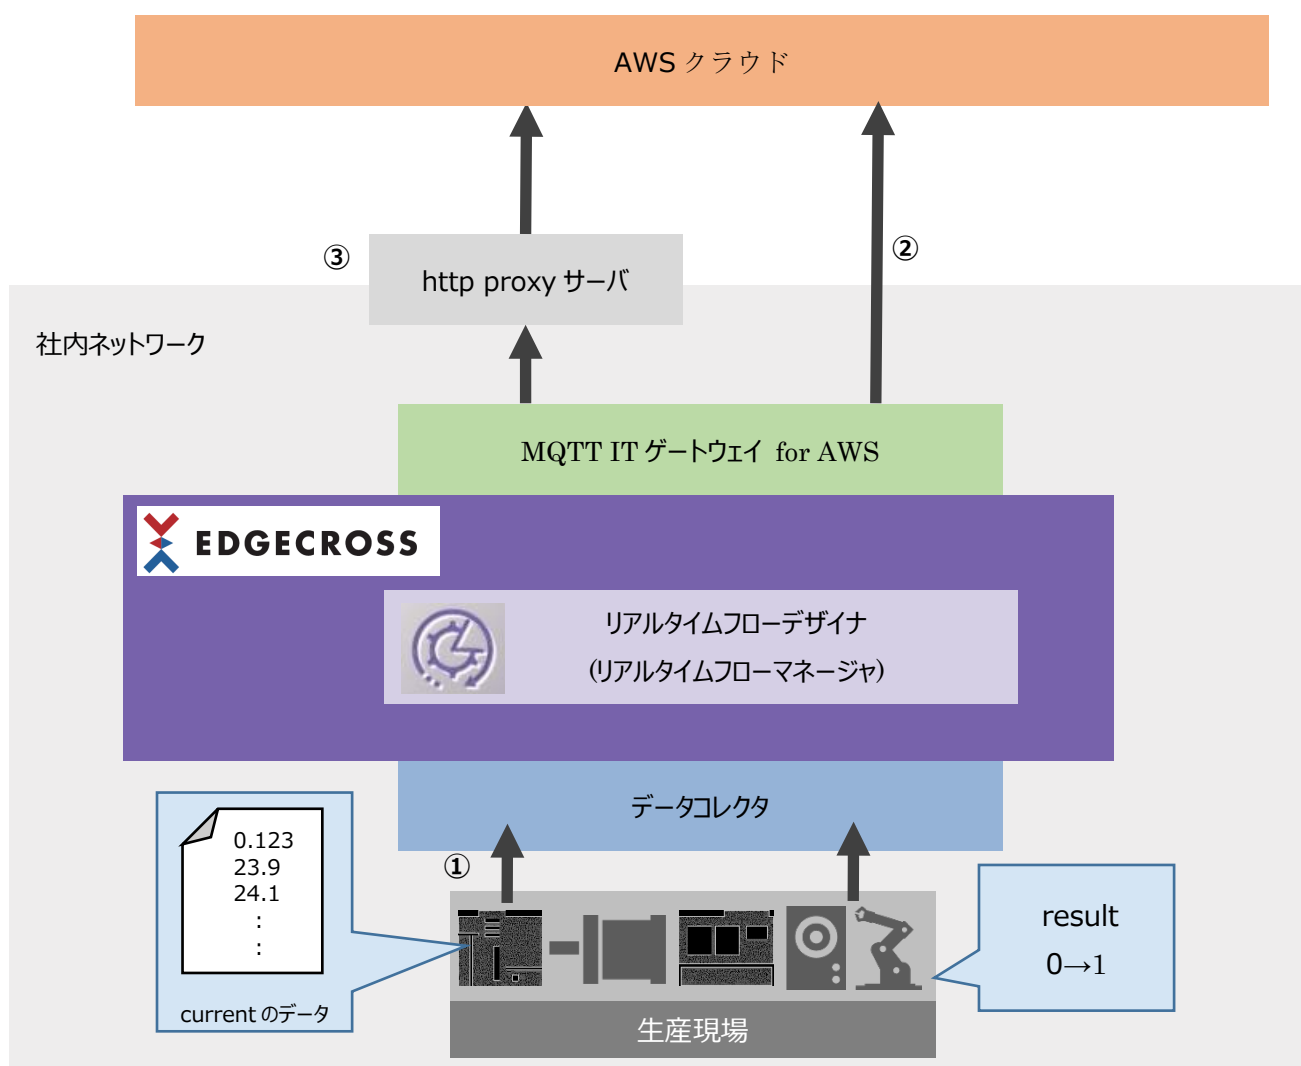 AWS クラウド
③
②
http proxy サーバ
社内ネットワーク
MQTT IT ゲートウェイ for AWS
EDGECROSS
リアルタイムフローデザイナ
(リアルタイムフローマネージャ)
データコレクタ
①
0.123
23.9
24.1
:
:
current のデータ
result
0→1
生産現場